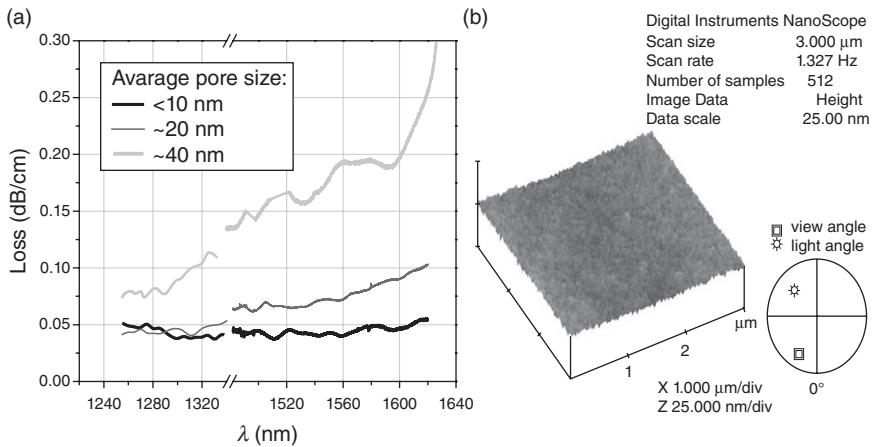 (a)
0.30
0.25
0.20
0.15
0.10
0.05
0.00
Loss (dB/cm)
Avarage pore size:
<10 nm
~20 nm
~40 nm
1240 1280 1320 1520 1560 1600 1640
λ (nm)
(b)
Digital Instruments NanoScope
Scan size 3.000 μm
Scan rate 1.327 Hz
Number of samples 512
Image Data Height
Data scale 25.00 nm
view angle
light angle
μm
2
1
X 1.000 μm/div
Z 25.000 nm/div
0°